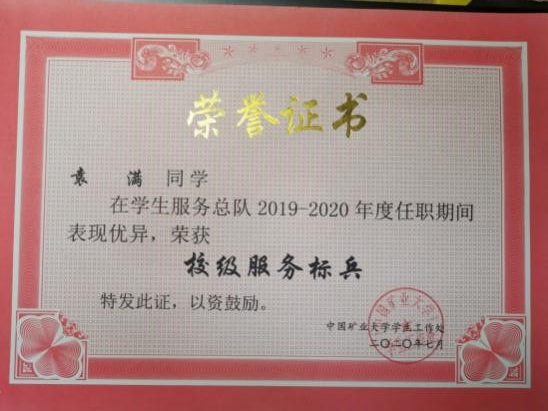 荣誉证书
袁 满 同学
在学生服务总队 2019-2020 年度任职期间
表现优异，荣获
校级服务标兵
特发此证，以资鼓励。
中国矿业大学学生工作处
二〇二〇年七月